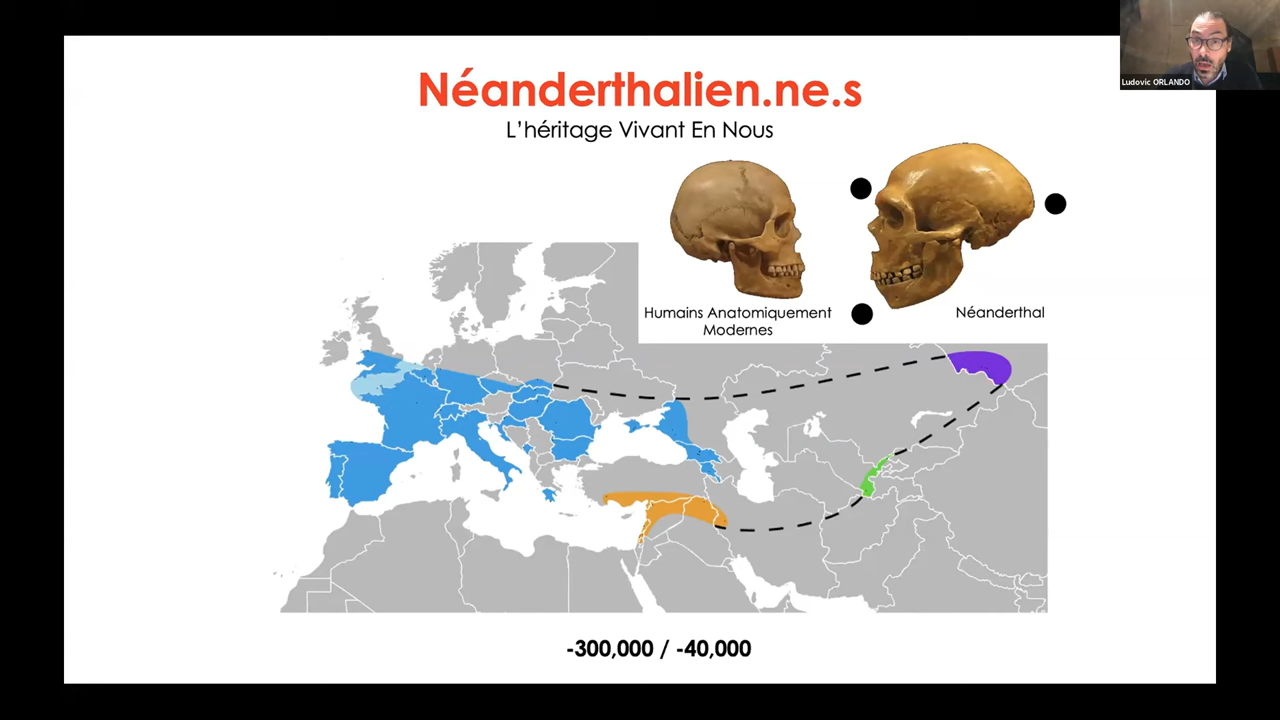 Ludovic ORLANDO
Néanderthalien.ne.s
L'héritage Vivant En Nous
Humains Anatomiquement
Modernes
Néanderthal
-300,000 / -40,000